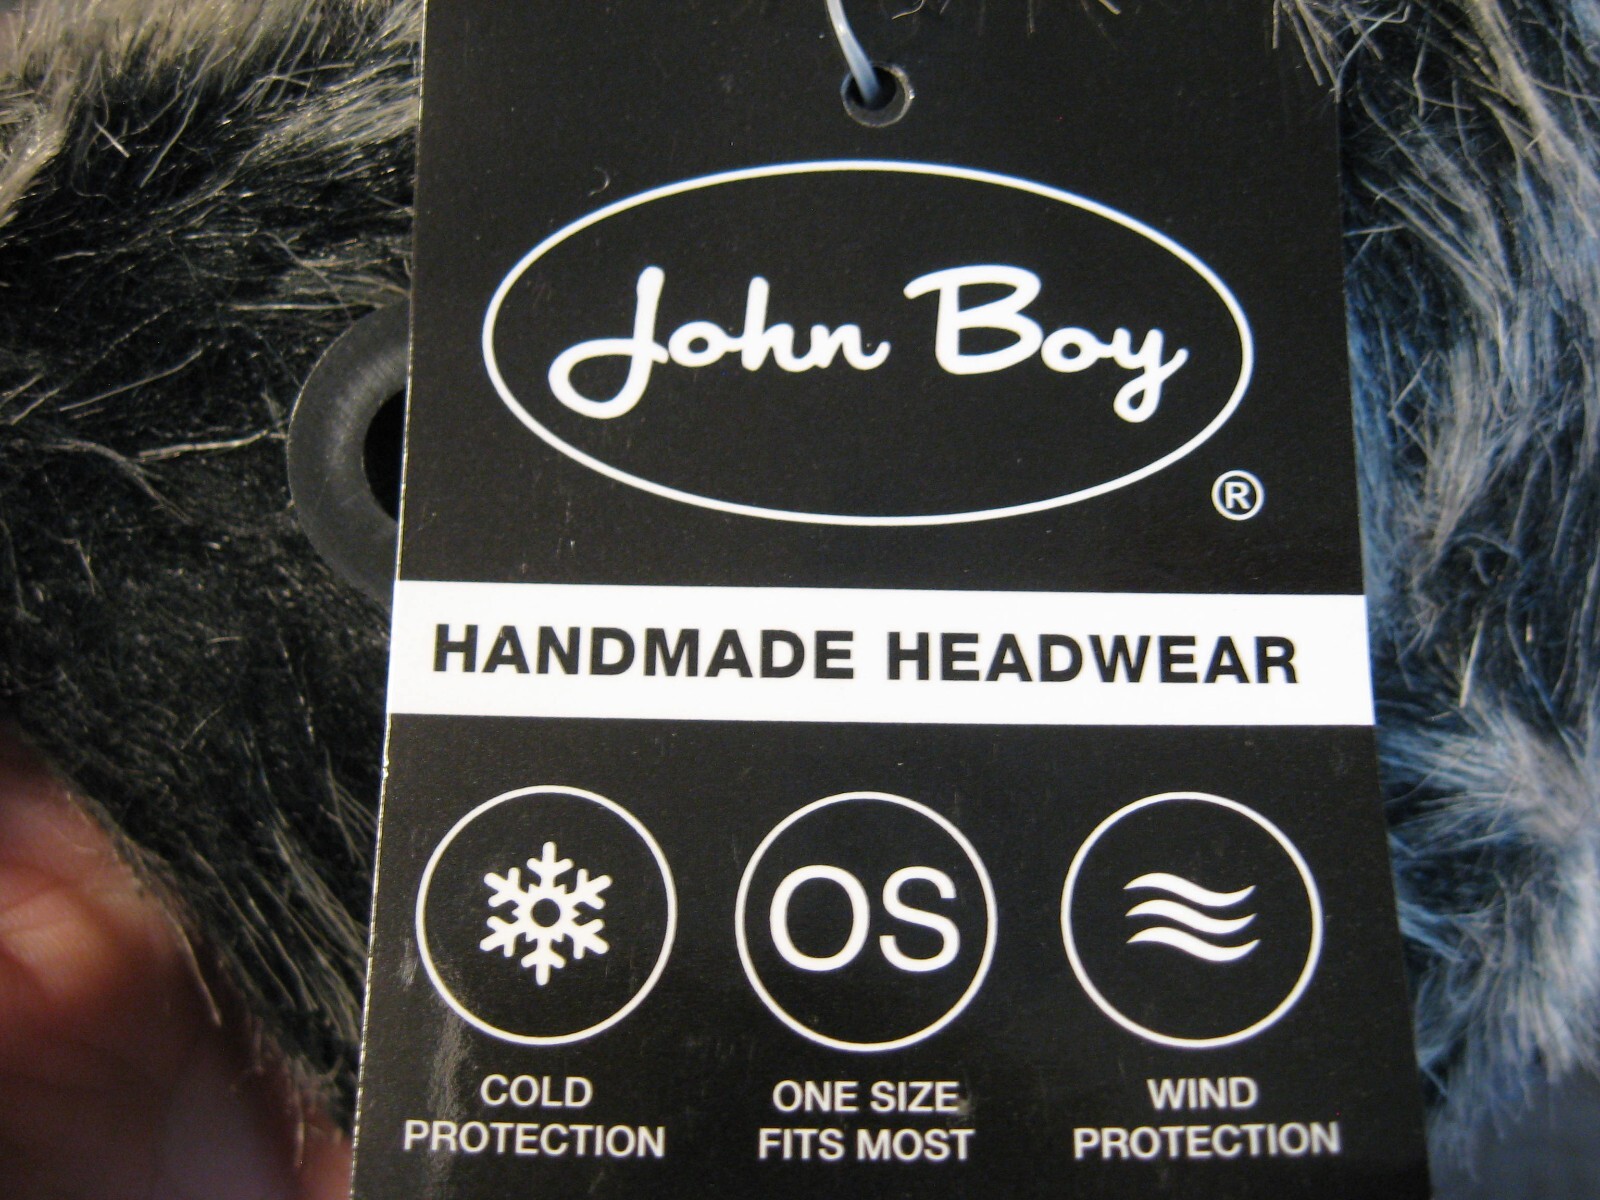 John Boy
®
HANDMADE HEADWEAR
OS
COLD
PROTECTION
ONE SIZE
FITS MOST
WIND
PROTECTION